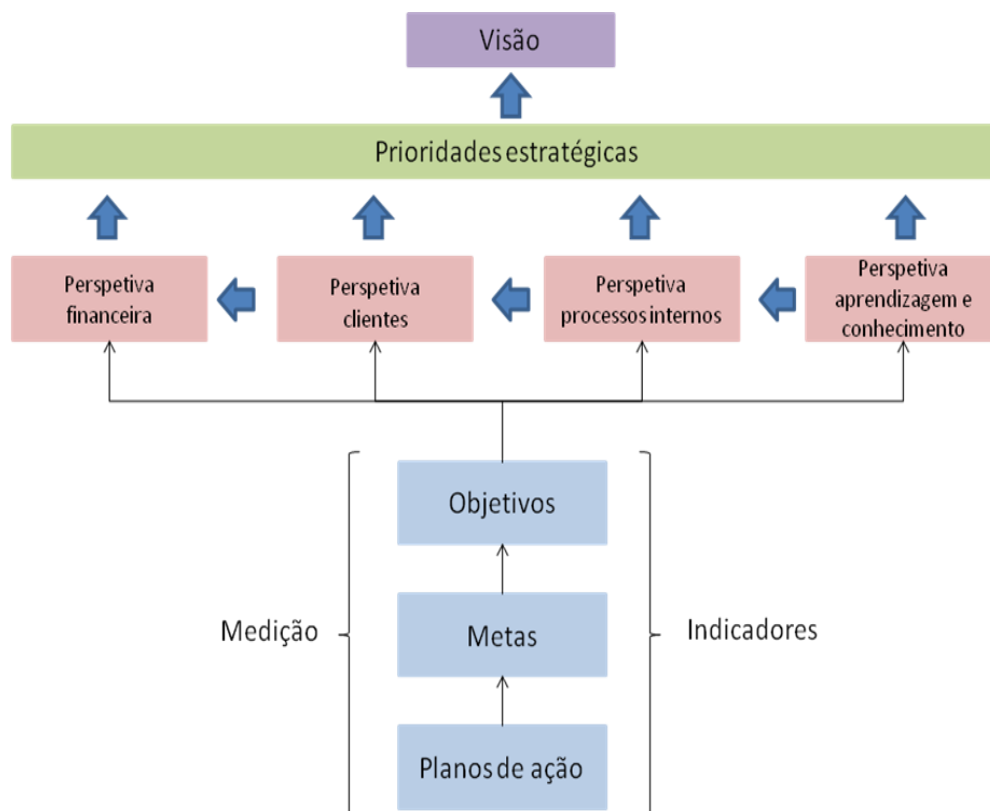 Visão
Prioridades estratégicas
Perspetiva
financeira
Perspetiva
clientes
Perspetiva
processos internos
Perspetiva
aprendizagem e
conhecimento
Objetivos
Medição
Metas
Indicadores
Planos de ação